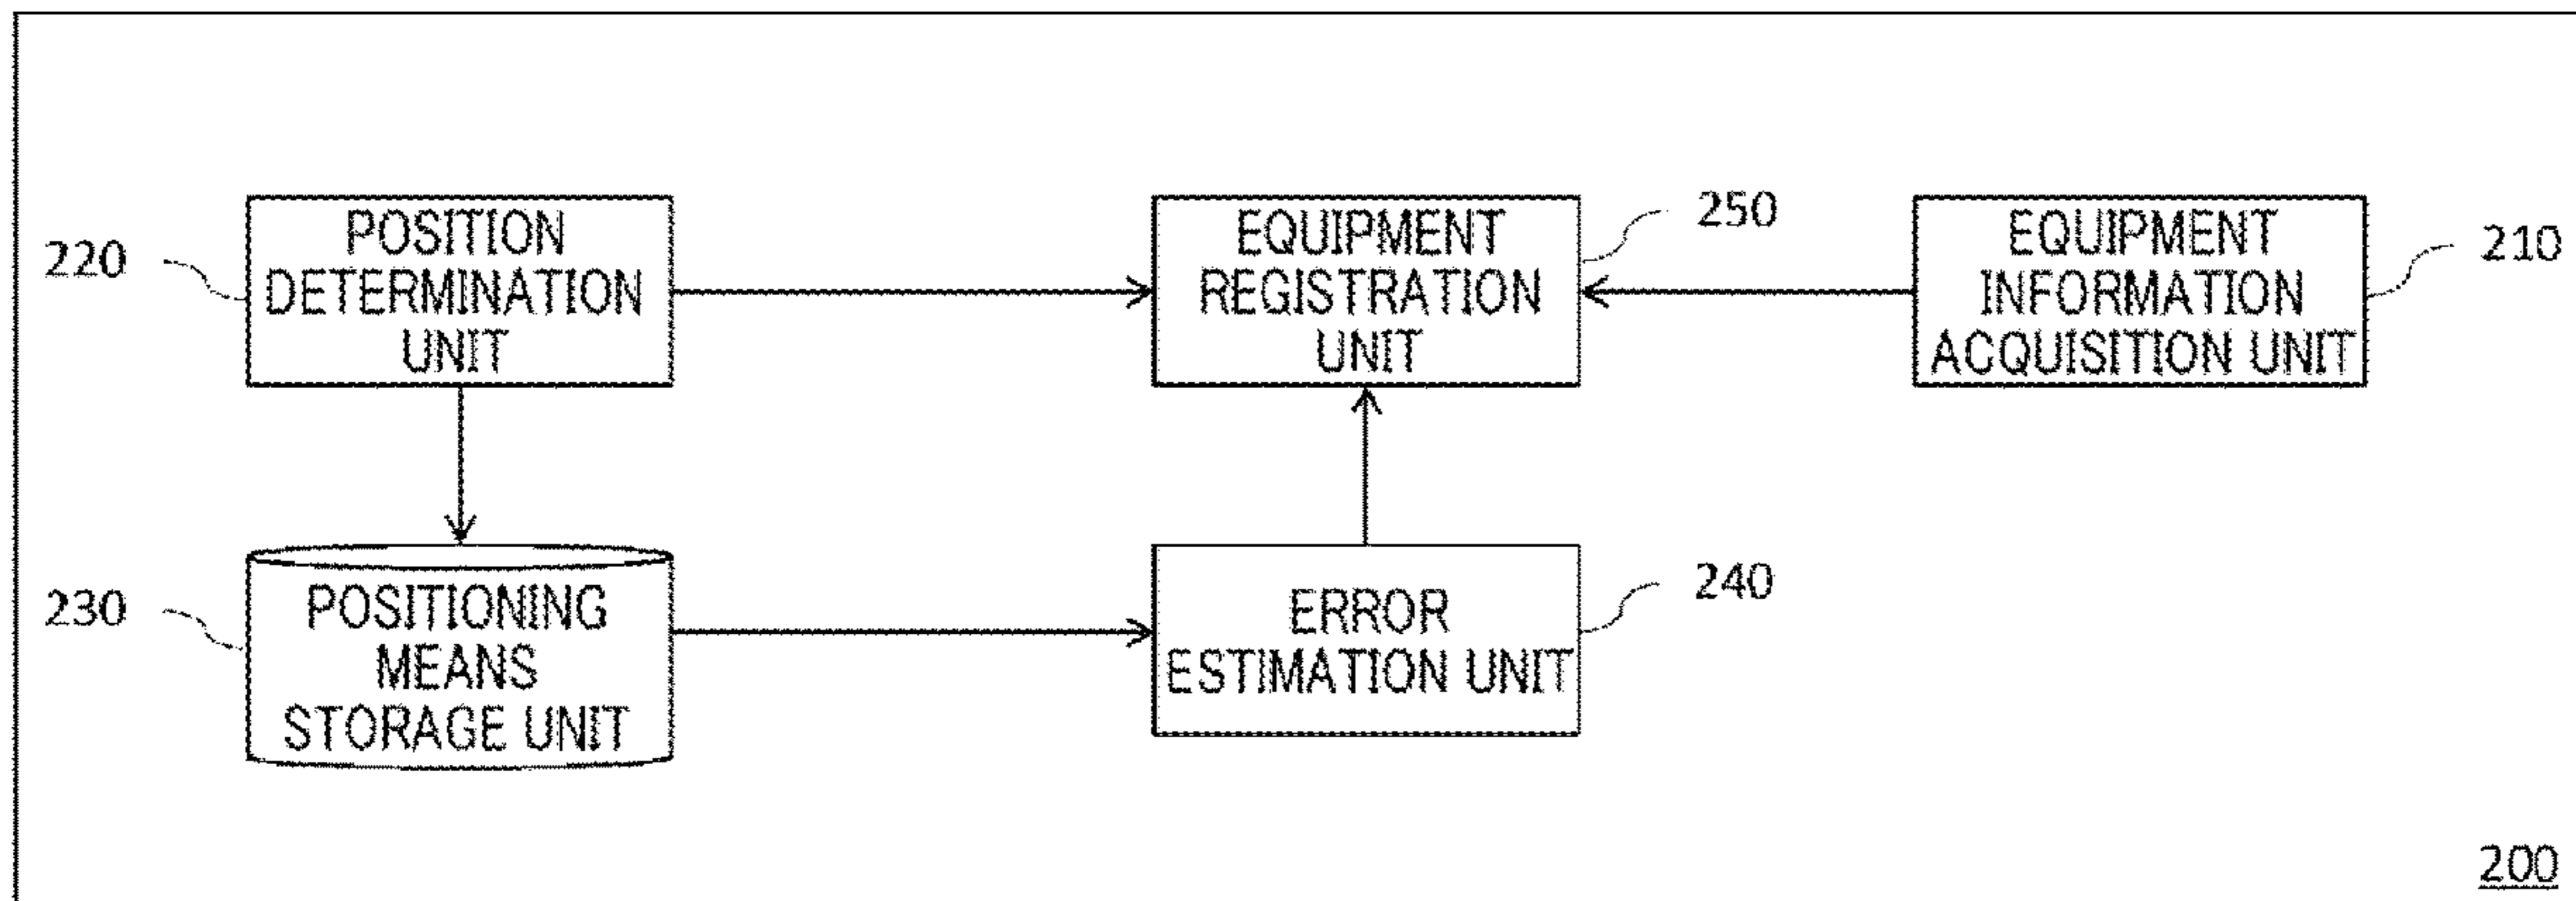 220
POSITION
DETERMINATION
UNIT
EQUIPMENT
REGISTRATION
UNIT
250
EQUIPMENT
INFORMATION
ACQUISITION UNIT
210
230
POSITIONING
MEANS
STORAGE UNIT
ERROR
ESTIMATION UNIT
240
200